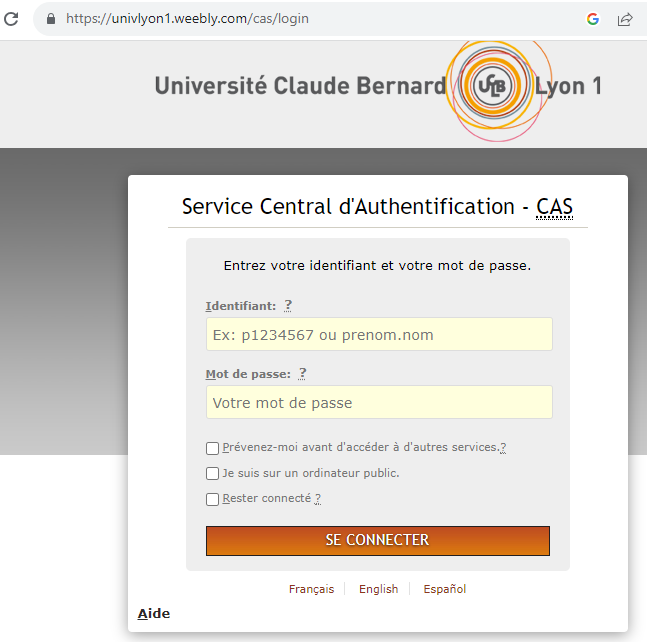 https://univlyon1.weebly.com/cas/login
Université Claude Bernard UCLB Lyon 1
Service Central d'Authentification - CAS
Entrez votre identifiant et votre mot de passe.
Identifiant: ?
Ex: p1234567 ou prenom.nom
Mot de passe: ?
Votre mot de passe
Prévenez-moi avant d'accéder à d'autres services.?
Je suis sur un ordinateur public.
Rester connecté ?
SE CONNECTER
Français English Español
Aide